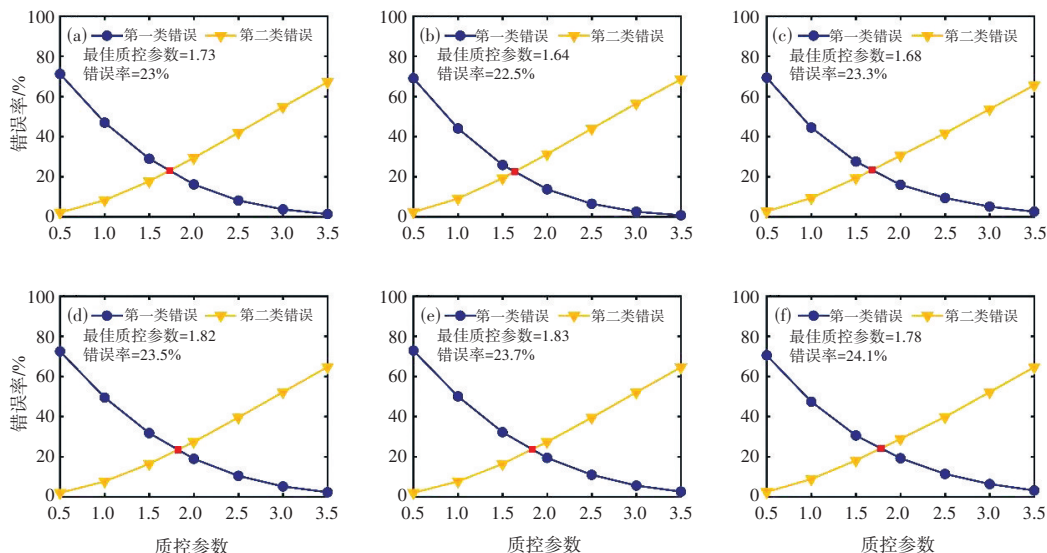 100
80
60
40
20
0
错误率/%
(a) 第一类错误 第二类错误
最佳质控参数=1.73
错误率=23%
0.5 1.0 1.5 2.0 2.5 3.0 3.5
100
80
60
40
20
0
(b) 第一类错误 第二类错误
最佳质控参数=1.64
错误率=22.5%
0.5 1.0 1.5 2.0 2.5 3.0 3.5
100
80
60
40
20
0
(c) 第一类错误 第二类错误
最佳质控参数=1.68
错误率=23.3%
0.5 1.0 1.5 2.0 2.5 3.0 3.5
100
80
60
40
20
0
错误率/%
(d) 第一类错误 第二类错误
最佳质控参数=1.82
错误率=23.5%
0.5 1.0 1.5 2.0 2.5 3.0 3.5
质控参数
100
80
60
40
20
0
(e) 第一类错误 第二类错误
最佳质控参数=1.83
错误率=23.7%
0.5 1.0 1.5 2.0 2.5 3.0 3.5
质控参数
100
80
60
40
20
0
(f) 第一类错误 第二类错误
最佳质控参数=1.78
错误率=24.1%
0.5 1.0 1.5 2.0 2.5 3.0 3.5
质控参数